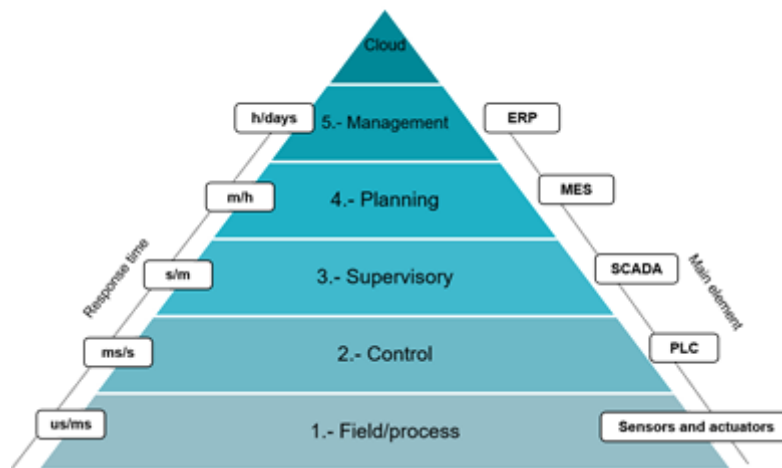 Cloud
h/days
5.- Management
ERP
m/h
4.- Planning
MES
Response time
s/m
3.- Supervisory
SCADA
Main element
ms/s
2.- Control
PLC
us/ms
1.- Field/process
Sensors and actuators